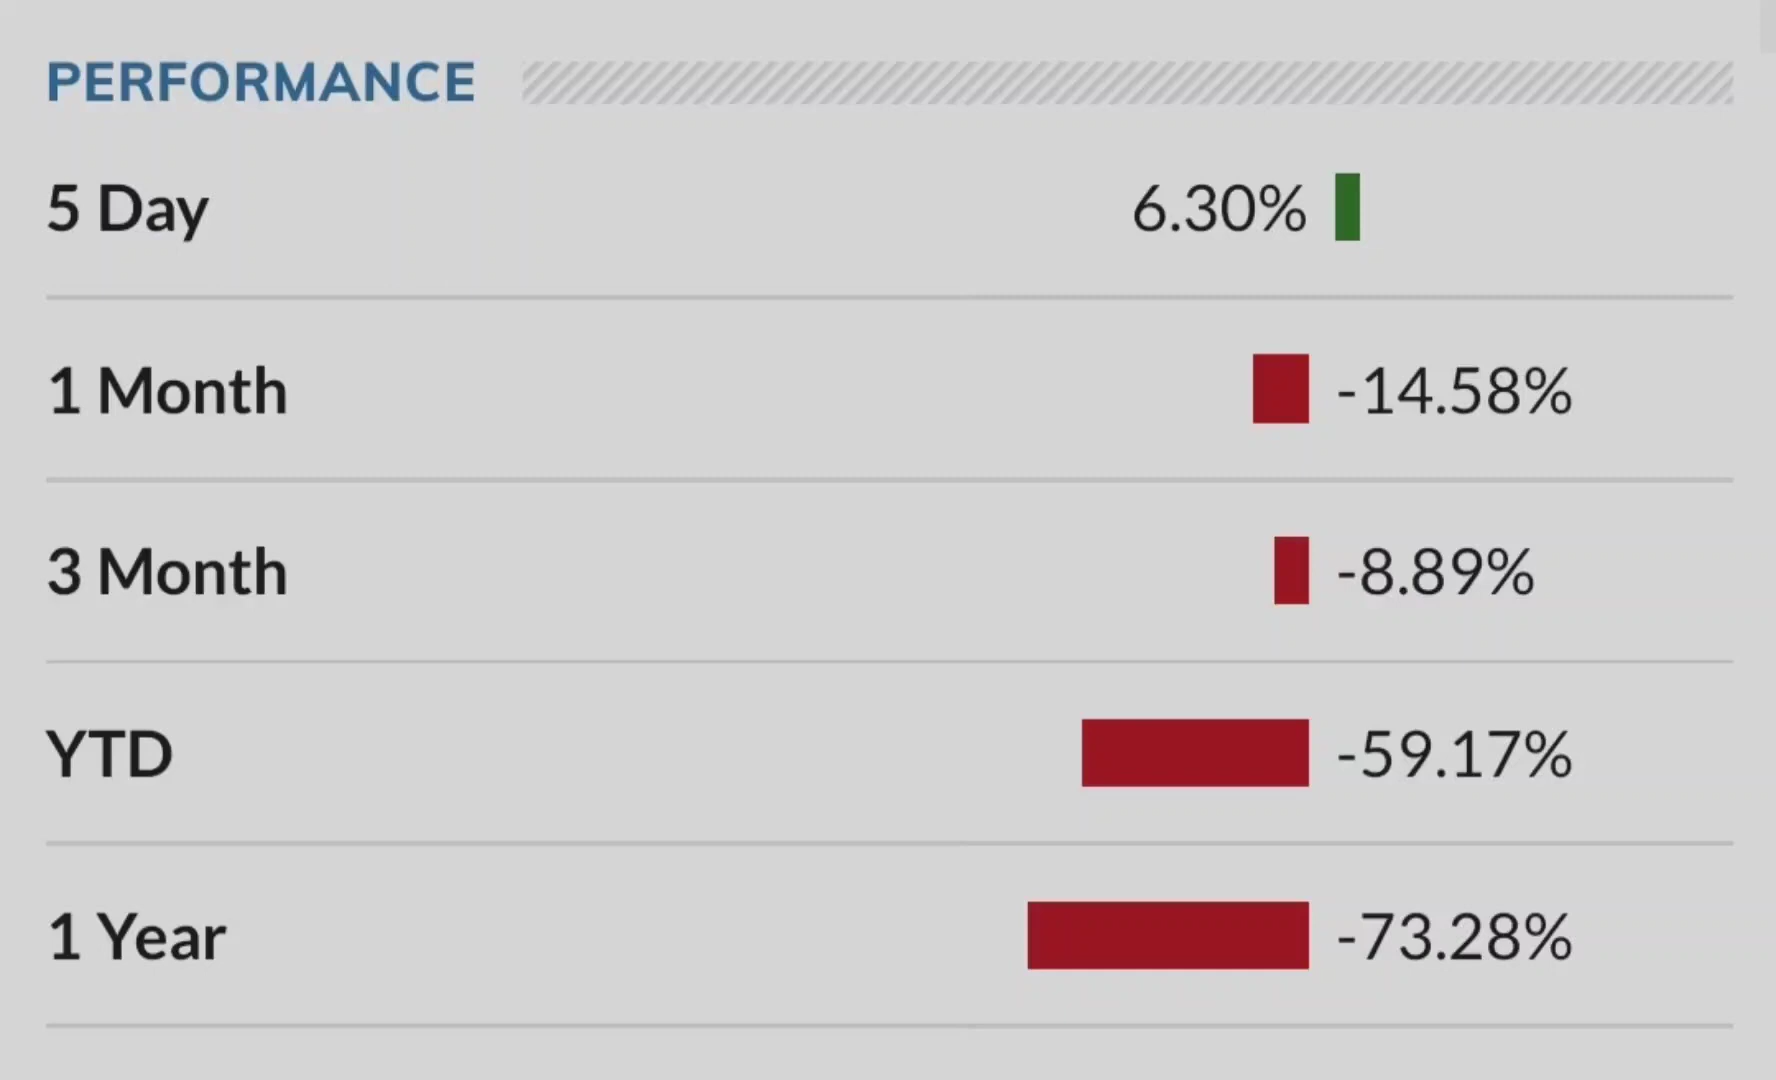 PERFORMANCE
5 Day 6.30%
1 Month -14.58%
3 Month -8.89%
YTD -59.17%
1 Year -73.28%